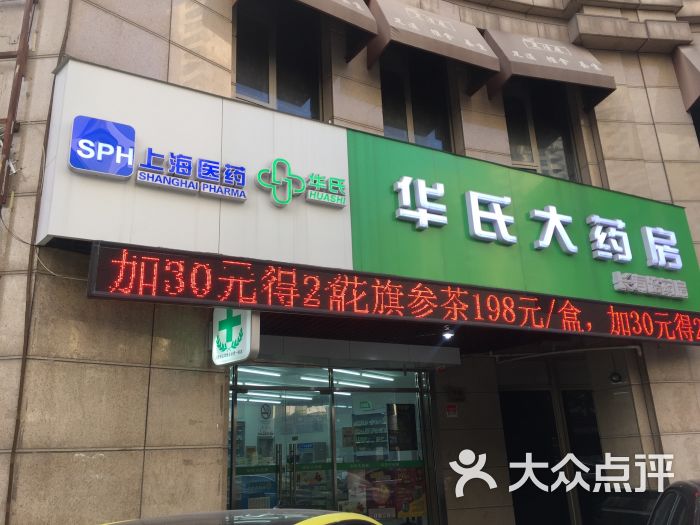 SPH
上海医药
SHANGHAI PHARMA
华氏
HUASHI
华氏大药房
加30元得2盒花旗参茶198元/盒，加30元得2
大众点评